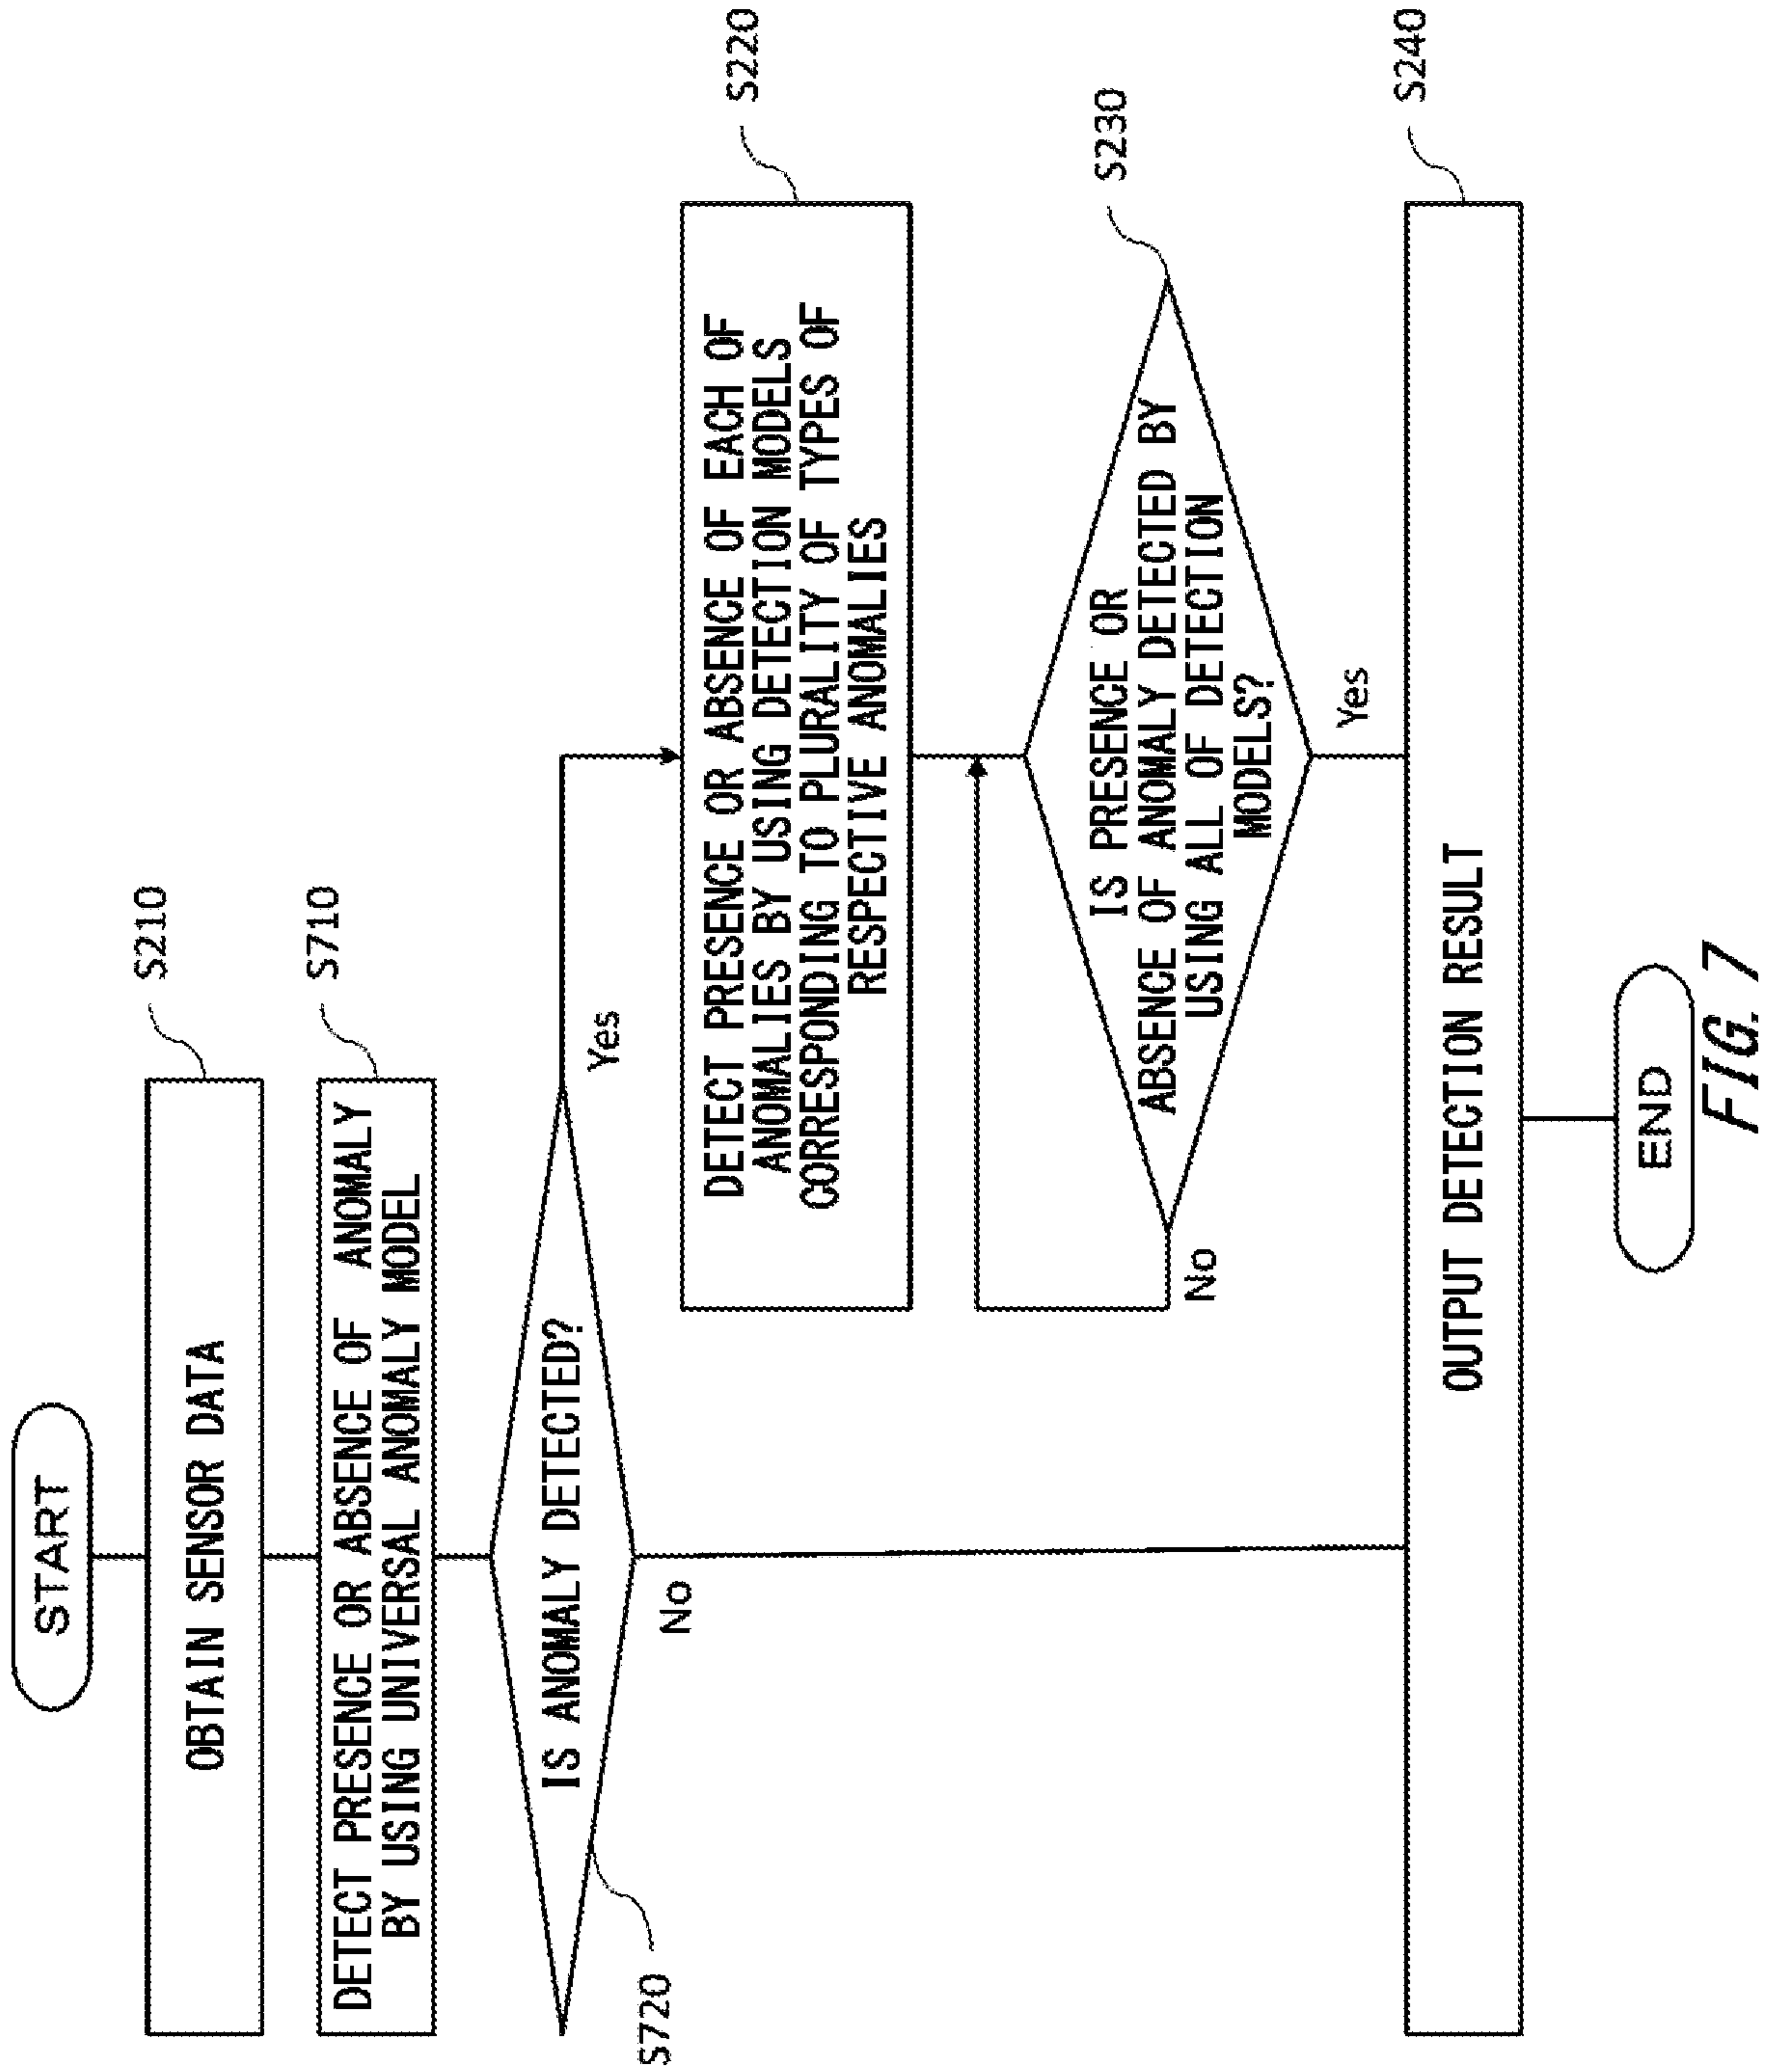 START
OBTAIN SENSOR DATA
S210
DETECT PRESENCE OR ABSENCE OF ANOMALY
BY USING UNIVERSAL ANOMALY MODEL
S710
IS ANOMALY DETECTED?
S720
Yes
No
DETECT PRESENCE OR ABSENCE OF EACH OF
ANOMALIES BY USING DETECTION MODELS
CORRESPONDING TO PLURALITY OF TYPES OF
RESPECTIVE ANOMALIES
S220
IS PRESENCE OR
ABSENCE OF ANOMALY DETECTED BY
USING ALL OF DETECTION
MODELS?
S230
No
Yes
OUTPUT DETECTION RESULT
S240
END
FIG. 7